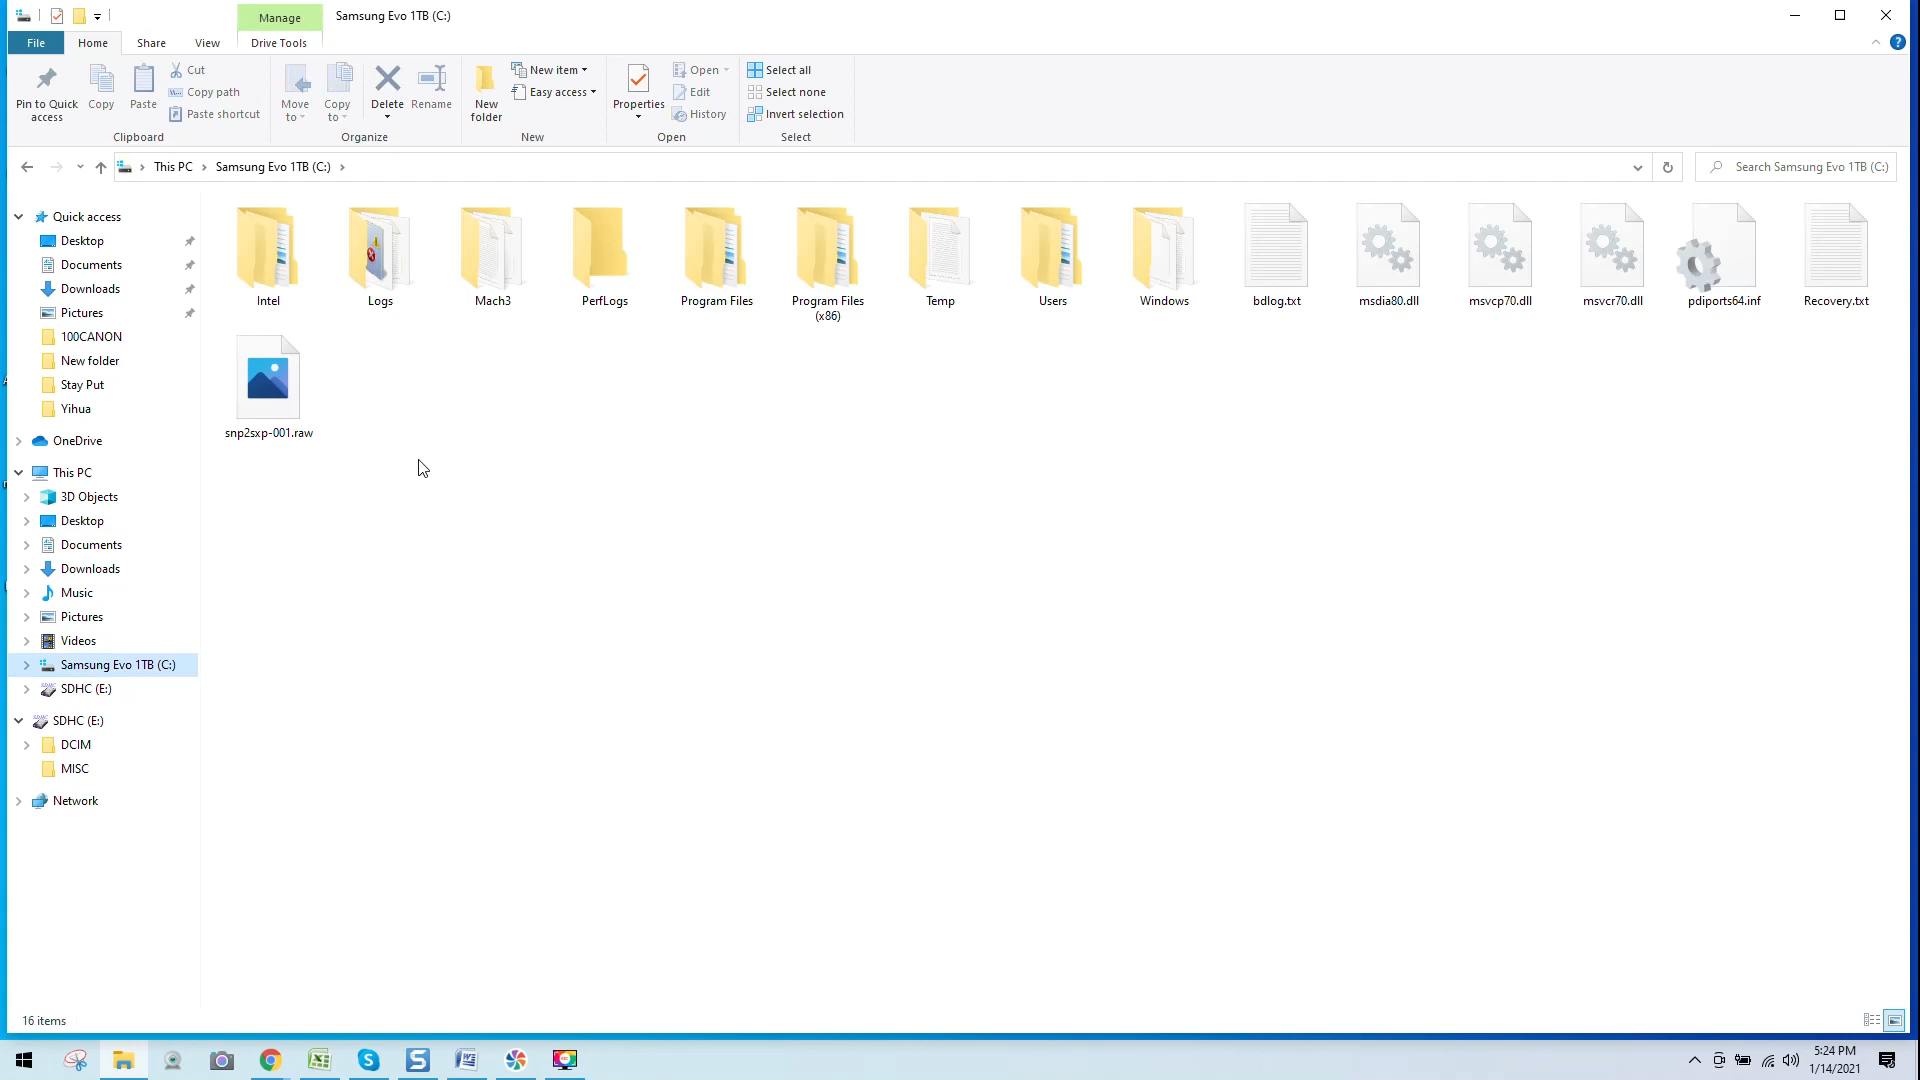 Manage
Samsung Evo 1TB (C:)
File
Home
Share
View
Drive Tools
Pin to Quick
access
Copy
Paste
Cut
Copy path
Paste shortcut
Clipboard
Move
to
Copy
to
Delete
Rename
Organize
New
folder
New item
Easy access
New
Properties
Open
Edit
History
Open
Select all
Select none
Invert selection
Select
This PC
Samsung Evo 1TB (C:)
Search Samsung Evo 1TB (C:)
Quick access
Desktop
Documents
Downloads
Pictures
100CANON
New folder
Stay Put
Yihua
OneDrive
This PC
3D Objects
Desktop
Documents
Downloads
Music
Pictures
Videos
Samsung Evo 1TB (C:)
SDHC (E:)
SDHC (E:)
DCIM
MISC
Network
Intel
Logs
Mach3
PerfLogs
Program Files
Program Files
(x86)
Temp
Users
Windows
bdlog.txt
msdia80.dll
msvcp70.dll
msvcr70.dll
pdiports64.inf
Recovery.txt
snp2sxp-001.raw
16 items
5:24 PM
1/14/2021